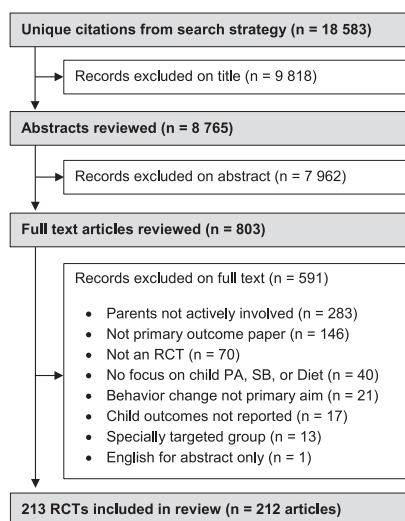 Unique citations from search strategy (n = 18 583)
Records excluded on title (n = 9 818)
Abstracts reviewed (n = 8 765)
Records excluded on abstract (n = 7 962)
Full text articles reviewed (n = 803)
Records excluded on full text (n = 591)
• Parents not actively involved (n = 283)
• Not primary outcome paper (n = 146)
• Not an RCT (n = 70)
• No focus on child PA, SB, or Diet (n = 40)
• Behavior change not primary aim (n = 21)
• Child outcomes not reported (n = 17)
• Specially targeted group (n = 13)
• English for abstract only (n = 1)
213 RCTs included in review (n = 212 articles)